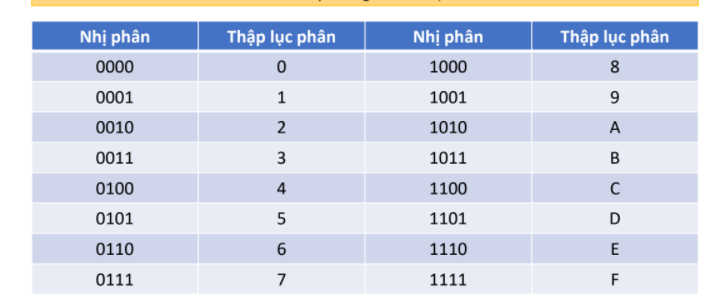 Nhị phân Thập lục phân Nhị phân Thập lục phân
0000 0 1000 8
0001 1 1001 9
0010 2 1010 A
0011 3 1011 B
0100 4 1100 C
0101 5 1101 D
0110 6 1110 E
0111 7 1111 F